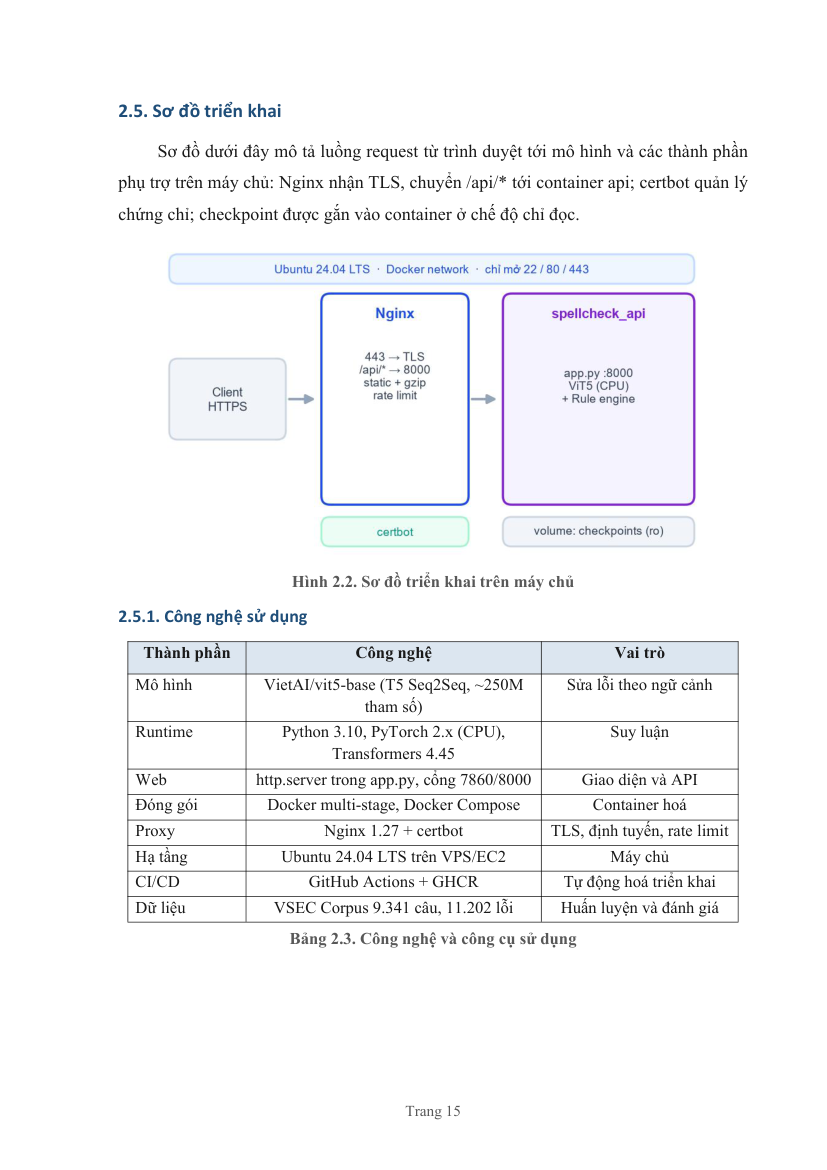 2.5. Sơ đồ triển khai
Sơ đồ dưới đây mô tả luồng request từ trình duyệt tới mô hình và các thành phần
phụ trợ trên máy chủ: Nginx nhận TLS, chuyển /api/* tới container api; certbot quản lý
chứng chỉ; checkpoint được gắn vào container ở chế độ chỉ đọc.
Ubuntu 24.04 LTS · Docker network · chỉ mở 22 / 80 / 443
Client
HTTPS
Nginx
443 → TLS
/api/* → 8000
static + gzip
rate limit
spellcheck_api
app.py :8000
ViT5 (CPU)
+ Rule engine
certbot
volume: checkpoints (ro)
Hình 2.2. Sơ đồ triển khai trên máy chủ
2.5.1. Công nghệ sử dụng
Thành phần Công nghệ Vai trò
Mô hình VietAI/vit5-base (T5 Seq2Seq, ~250M Sửa lỗi theo ngữ cảnh
tham số)
Runtime Python 3.10, PyTorch 2.x (CPU), Suy luận
Transformers 4.45
Web http.server trong app.py, cổng 7860/8000 Giao diện và API
Đóng gói Docker multi-stage, Docker Compose Container hoá
Proxy Nginx 1.27 + certbot TLS, định tuyến, rate limit
Hạ tầng Ubuntu 24.04 LTS trên VPS/EC2 Máy chủ
CI/CD GitHub Actions + GHCR Tự động hoá triển khai
Dữ liệu VSEC Corpus 9.341 câu, 11.202 lỗi Huấn luyện và đánh giá
Bảng 2.3. Công nghệ và công cụ sử dụng
Trang 15